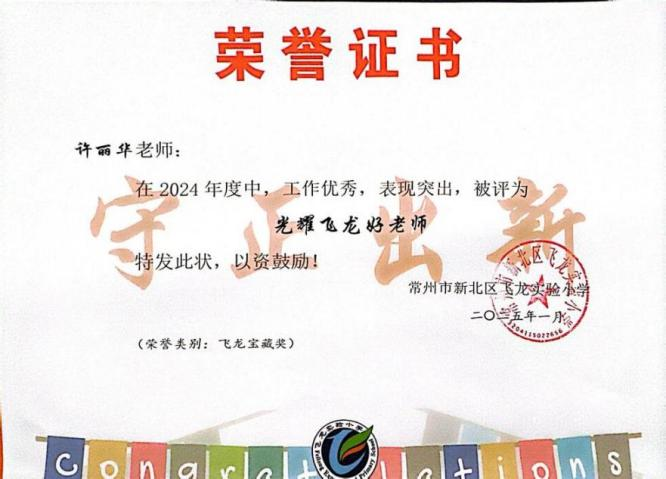 荣誉证书
许丽华老师：
在2024年度中，工作优秀，表现突出，被评为
光耀飞龙好老师
特发此状，以资鼓励！
守正出新
常州市新北区飞龙实验小学
二〇二五年一月
（荣誉类别：飞龙宝藏奖）
congratulations